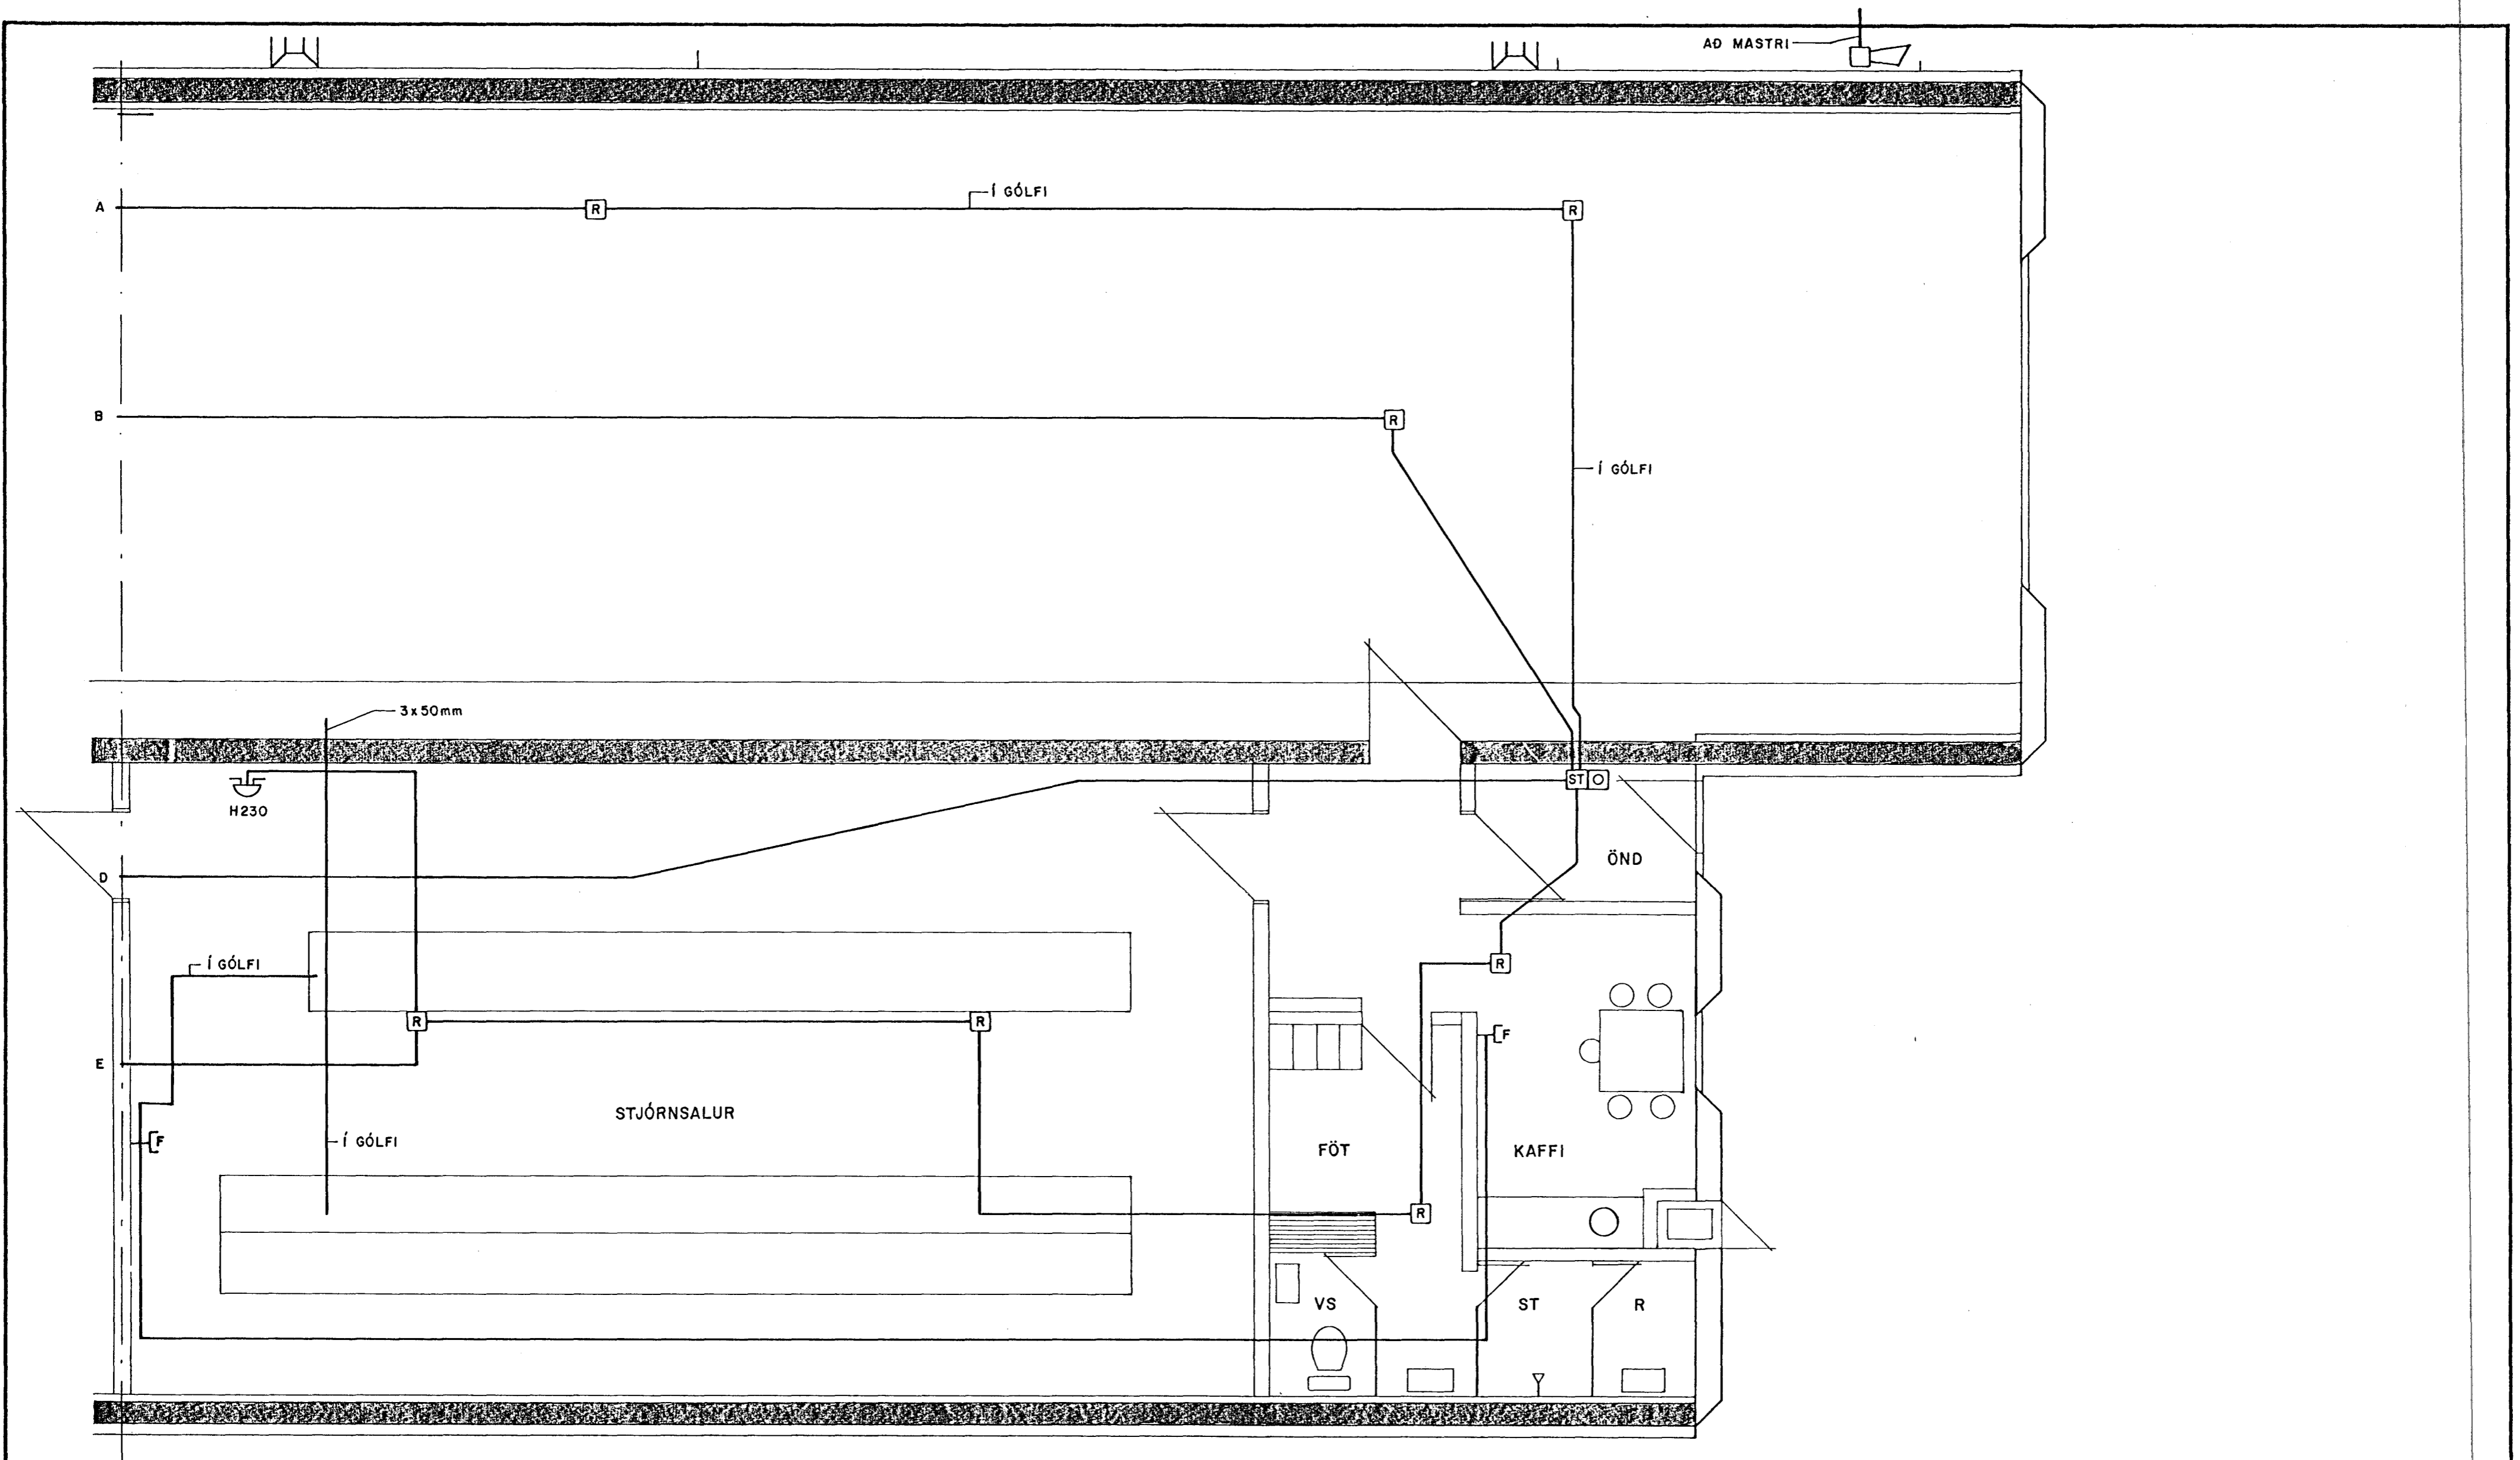 AÐ MASTRI
A
R
Í GÓLFI
R
B
R
Í GÓLFI
3x50mm
H230
ST
D
ÖND
Í GÓLFI
R
R
R
E
F
F
STJÓRNSALUR
Í GÓLFI
FÖT
KAFFI
R
VS
ST
R